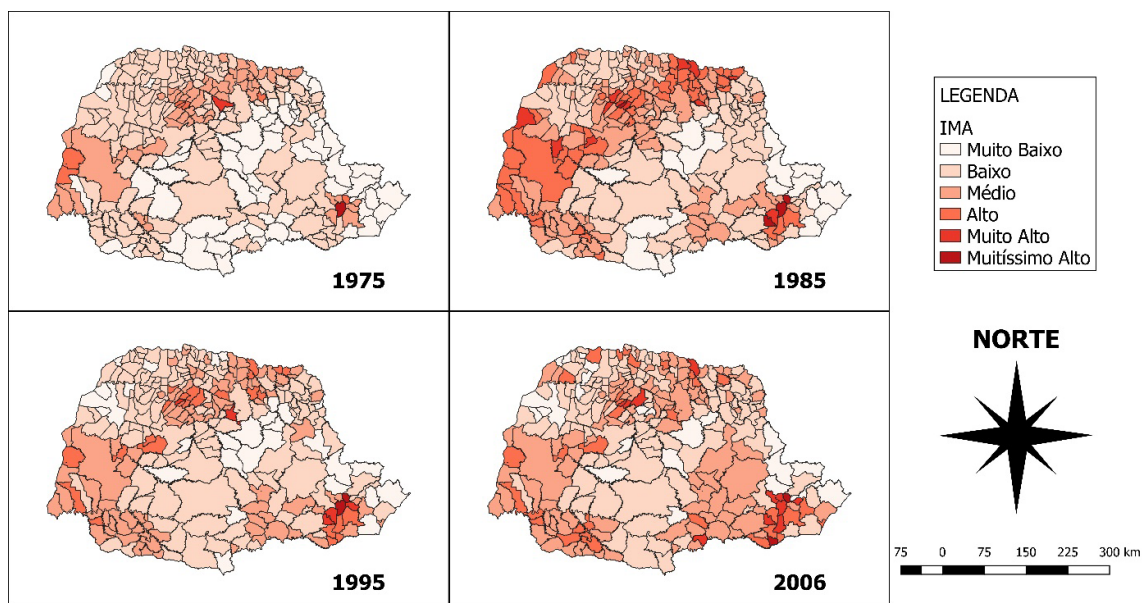 1975
1985
1995
2006
LEGENDA
IMA
Muito Baixo
Baixo
Médio
Alto
Muito Alto
Muitíssimo Alto
NORTE
75 0 75 150 225 300 km